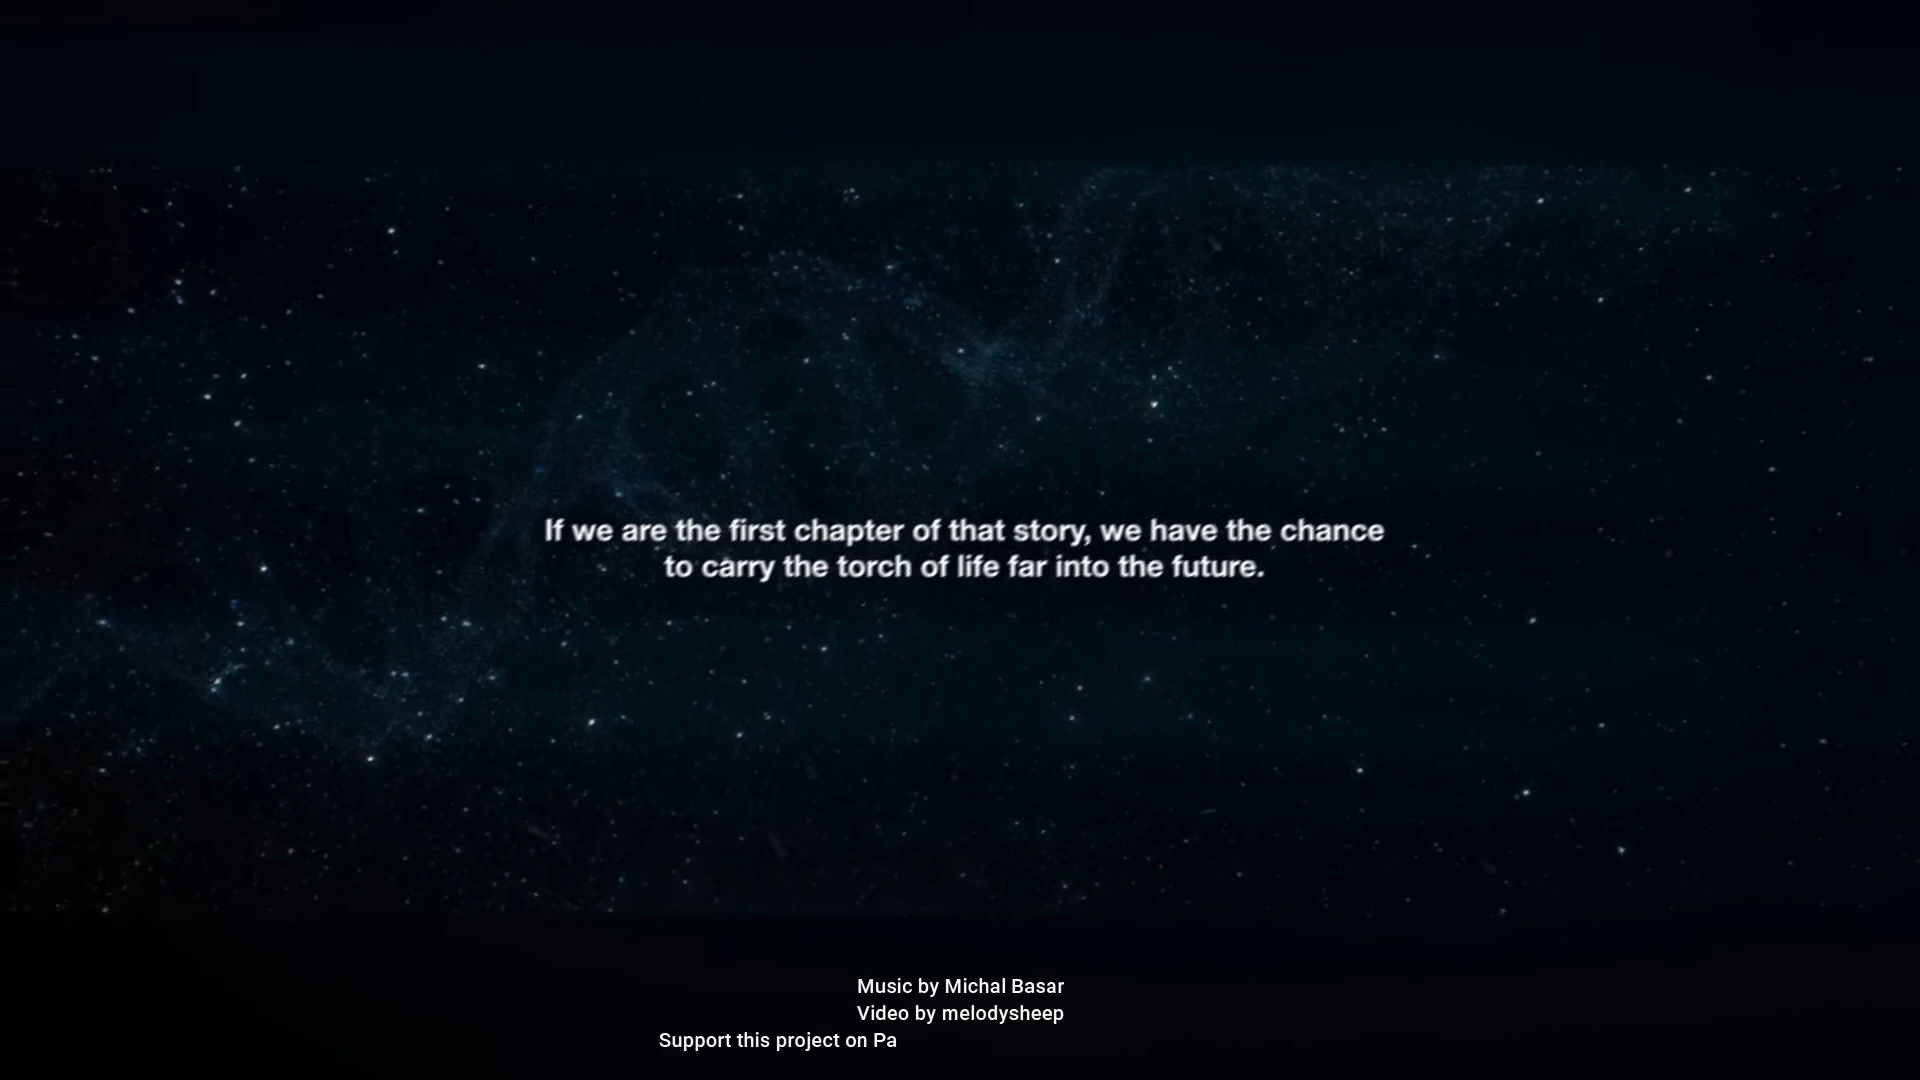 If we are the first chapter of that story, we have the chance
to carry the torch of life far into the future.
Music by Michal Basar
Video by melodysheep
Support this project on Pa